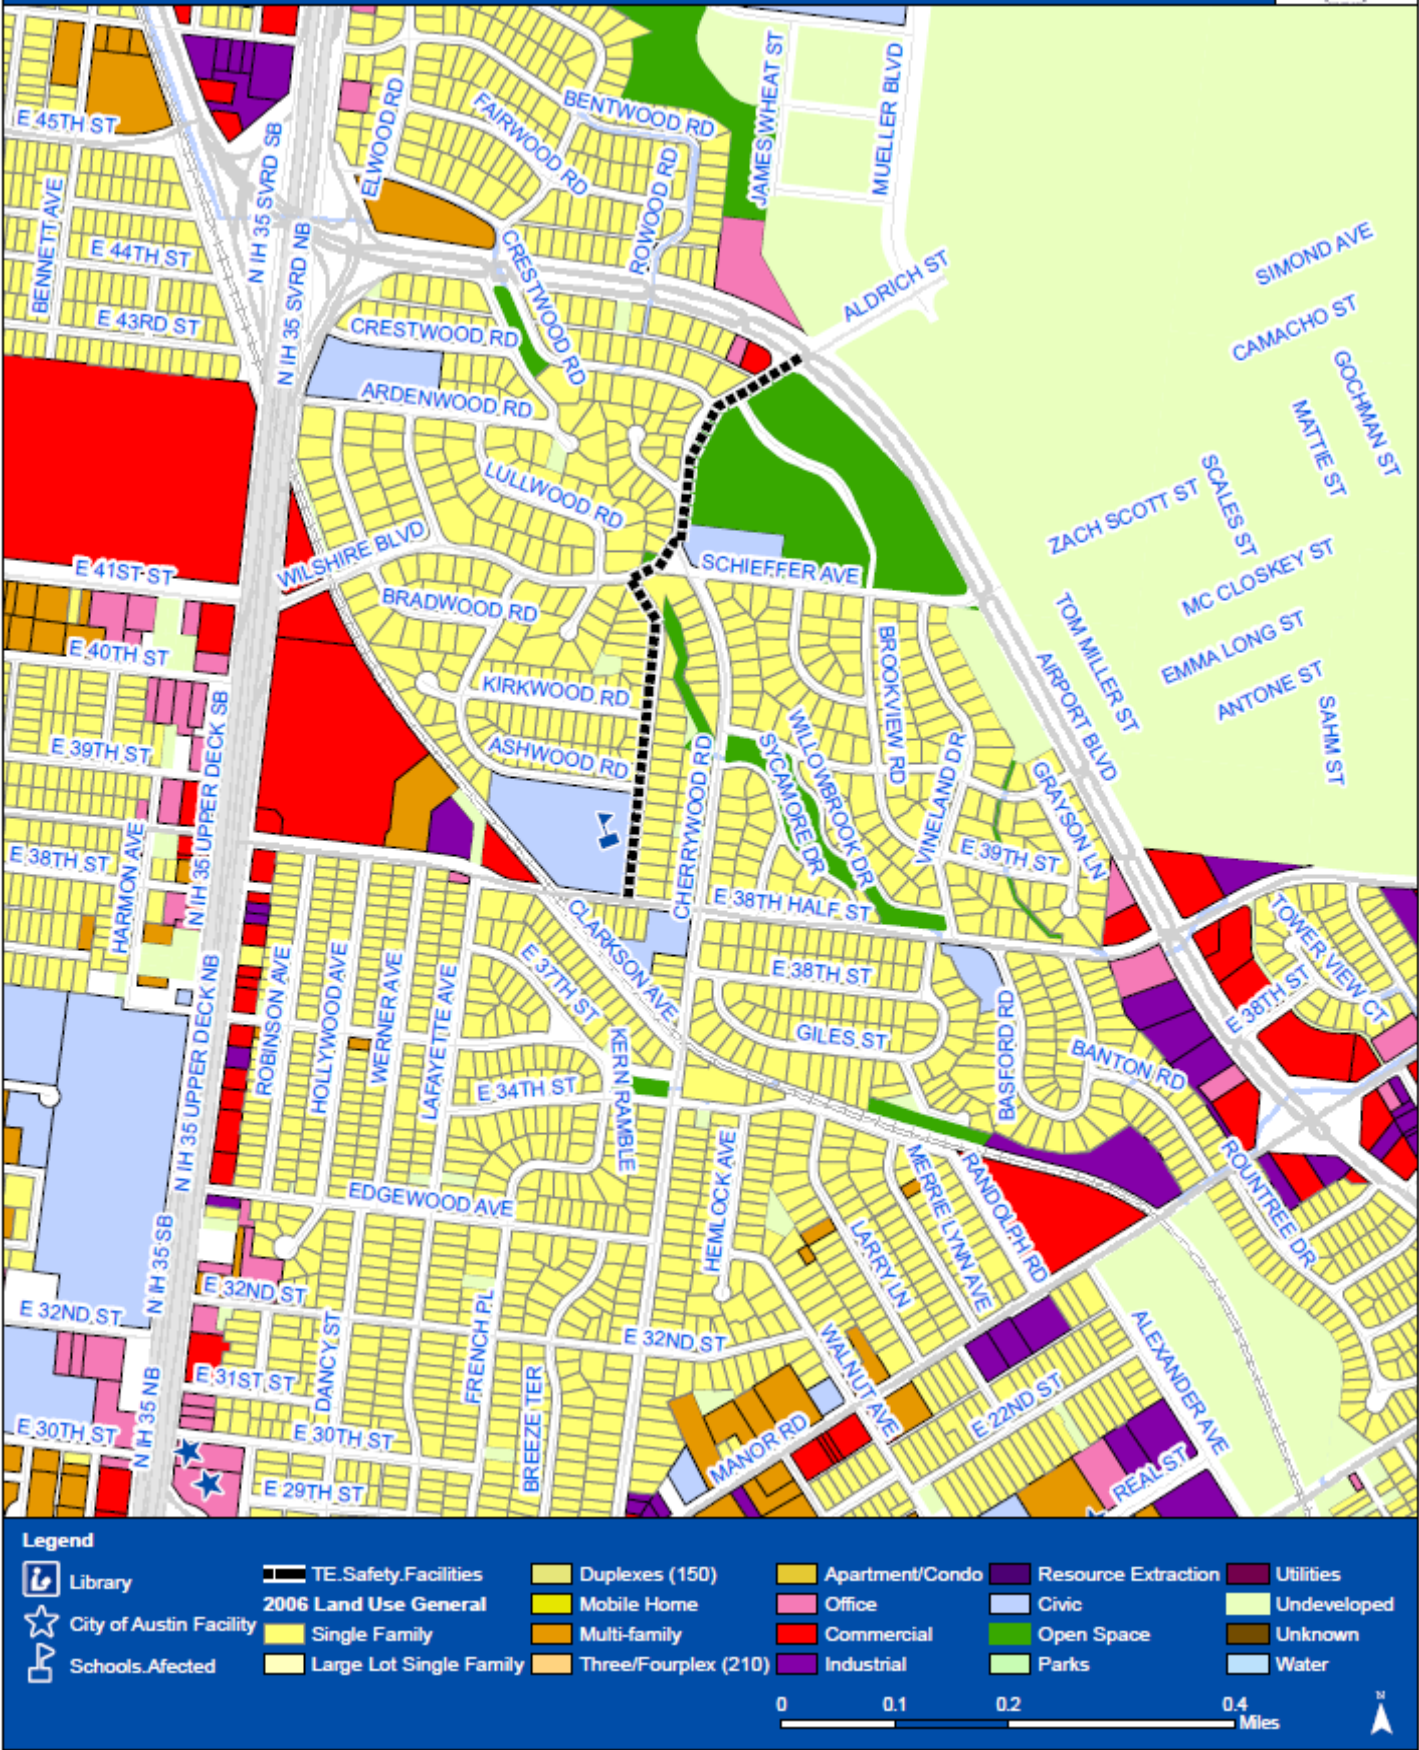 BENTWOOD RD
FAIRWOOD RD
ELWOOD RD
ROWOOD RD
JAMES WHEAT ST
MUELLER BLVD
E 45TH ST
N IH 35 SVRD SB
N IH 35 SVRD NB
BENNETT AVE
E 44TH ST
E 43RD ST
CRESTWOOD RD
CRESTWOOD RD
ALDRICH ST
SIMOND AVE
CAMACHO ST
GOCHMAN ST
MATTIE ST
SCALES ST
ZACH SCOTT ST
MC CLOSKEY ST
EMMA LONG ST
ANTONE ST
TOM MILLER ST
SAHM ST
ARDENWOOD RD
LULLWOOD RD
WILSHIRE BLVD
SCHIEFFER AVE
E 41ST ST
BRADWOOD RD
E 40TH ST
KIRKWOOD RD
BROOKVIEW RD
AIRPORT BLVD
N IH 35 UPPER DECK SB
E 39TH ST
ASHWOOD RD
CHERRYWOOD RD
SYCAMORE DR
WILLOWBROOK DR
VINELAND DR
GRAYSON LN
E 39TH ST
E 38TH ST
HARMON AVE
E 38TH HALF ST
CLARKSON AVE
TOWER VIEW CT
E 38TH ST
E 37TH ST
E 38TH ST
GILES ST
BASFORD RD
BANTON RD
N IH 35 UPPER DECK NB
ROBINSON AVE
HOLLYWOOD AVE
WERNER AVE
LAFAYETTE AVE
E 34TH ST
KERN RAMBLE
HEMLOCK AVE
EDGEWOOD AVE
MERRIE LYNN AVE
RANDOLPH RD
ROUNTREE DR
LARRY LN
N IH 35 SB
E 32ND ST
E 32ND ST
E 32ND ST
DANCY ST
FRENCH PL
BREEZE TER
WALNUT AVE
ALEXANDER AVE
E 31ST ST
E 30TH ST
E 30TH ST
N IH 35 NB
E 29TH ST
MANOR RD
E 22ND ST
REAL ST
Legend
Library
City of Austin Facility
Schools.Afected
TE.Safety.Facilities
2006 Land Use General
Single Family
Large Lot Single Family
Duplexes (150)
Mobile Home
Multi-family
Three/Fourplex (210)
Apartment/Condo
Office
Commercial
Industrial
Resource Extraction
Civic
Open Space
Parks
Utilities
Undeveloped
Unknown
Water
0 0.1 0.2 0.4
Miles
N